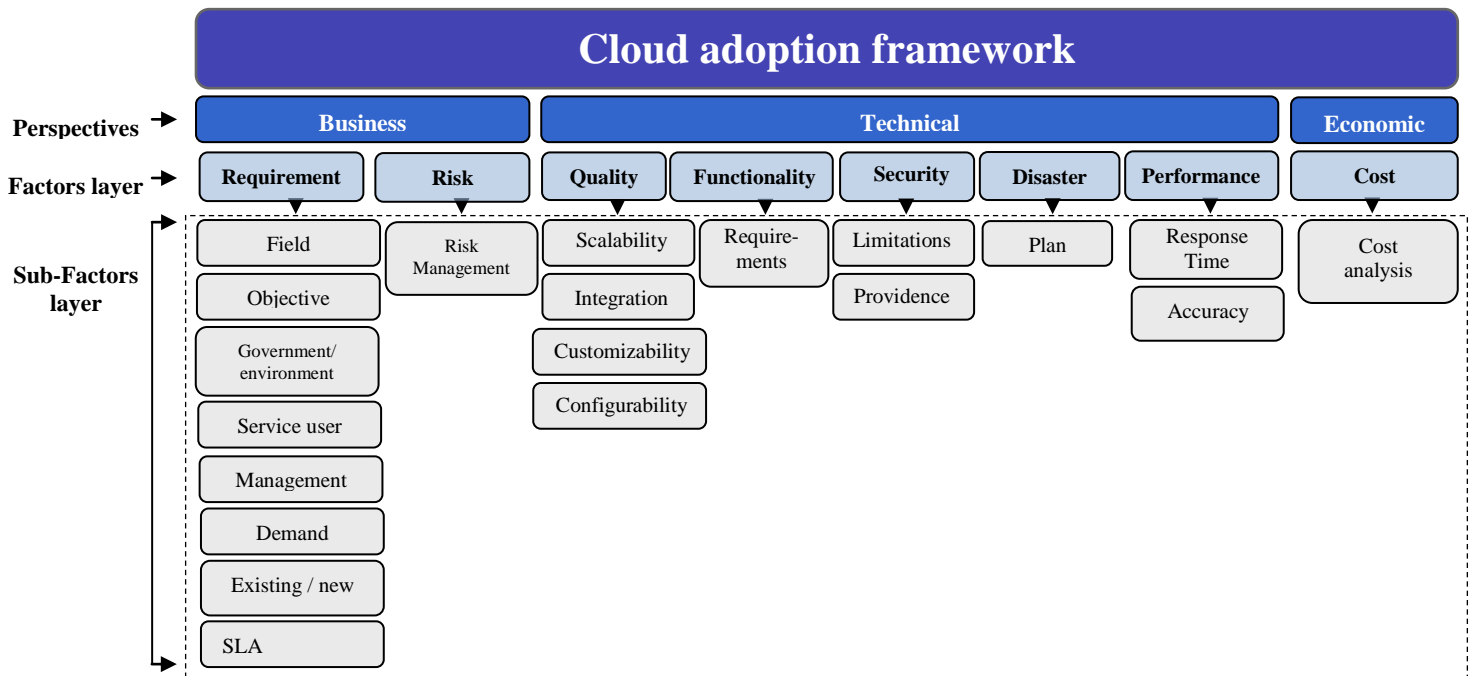 Cloud adoption framework
Perspectives
Business
Technical
Economic
Factors layer
Requirement
Risk
Quality
Functionality
Security
Disaster
Performance
Cost
Sub-Factors
layer
Field
Objective
Government/
environment
Service user
Management
Demand
Existing / new
SLA
Risk
Management
Scalability
Integration
Customizability
Configurability
Require-
ments
Limitations
Providence
Plan
Response
Time
Accuracy
Cost
analysis